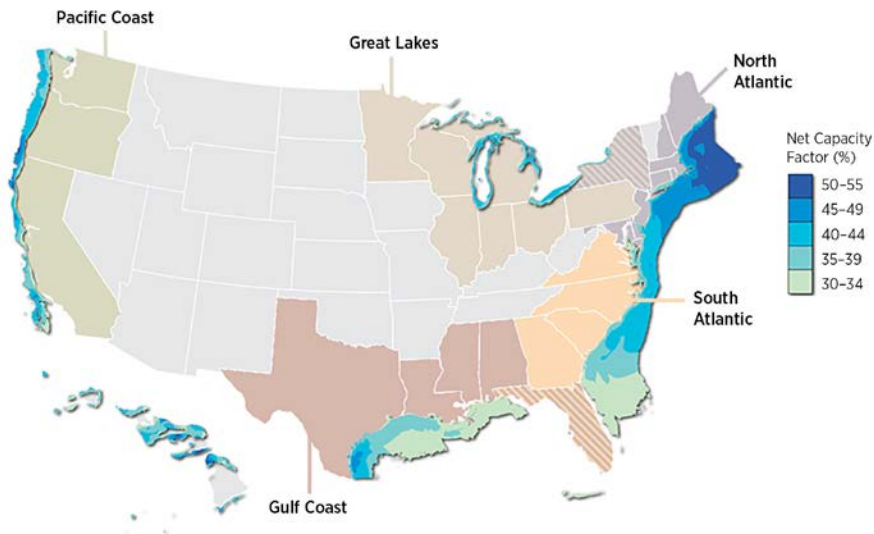 Pacific Coast
Great Lakes
North
Atlantic
Net Capacity
Factor (%)
50–55
45–49
40–44
35–39
30–34
South
Atlantic
Gulf Coast